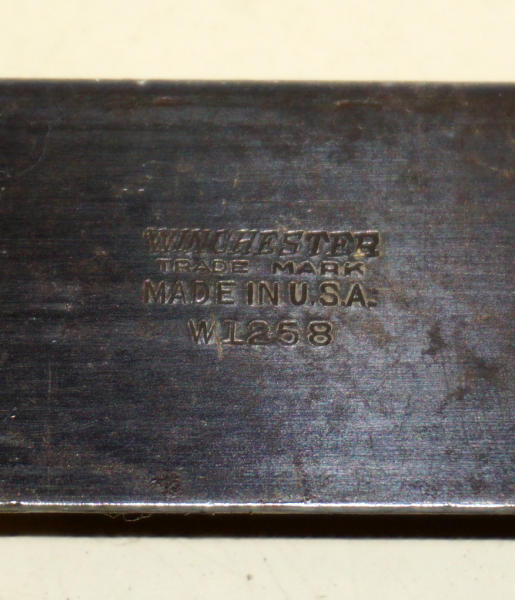 WINCHESTER
TRADE MARK
MADE IN U.S.A.
W1258